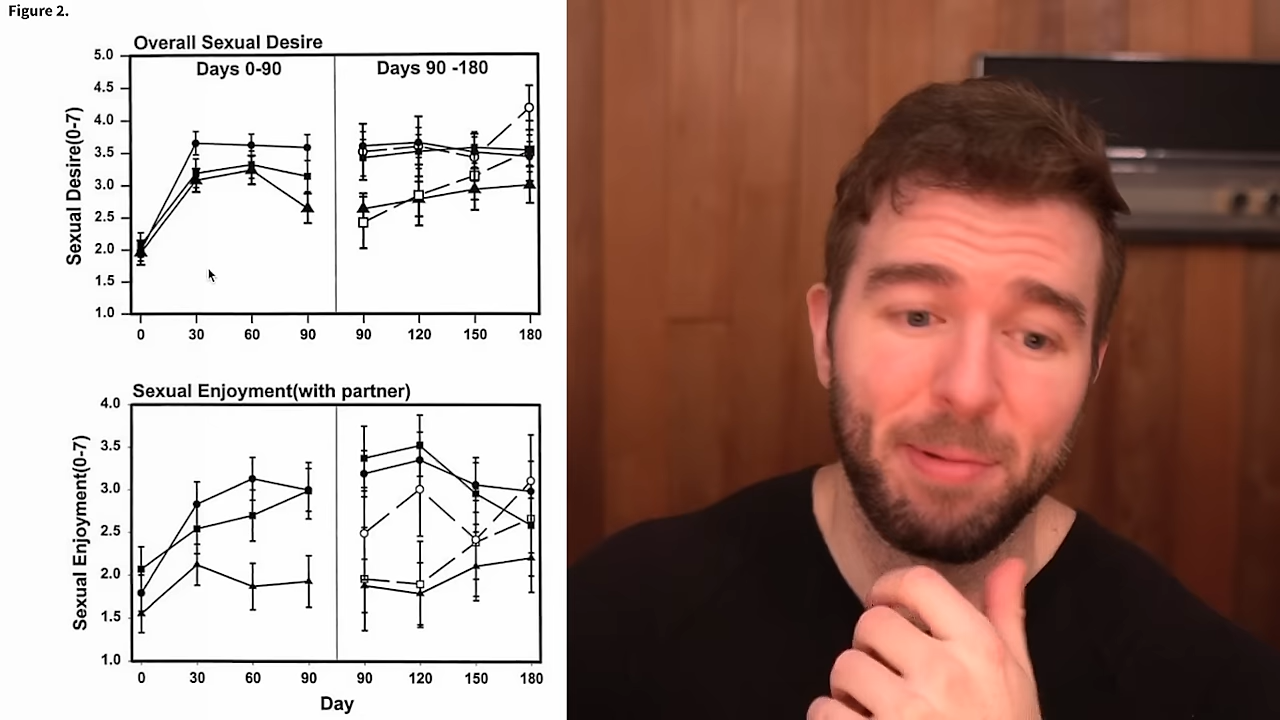 Figure 2.
Overall Sexual Desire
Days 0-90
Days 90 -180
Sexual Desire(0-7)
5.0
4.5
4.0
3.5
3.0
2.5
2.0
1.5
1.0
0 30 60 90 90 120 150 180
Sexual Enjoyment(with partner)
Sexual Enjoyment(0-7)
4.0
3.5
3.0
2.5
2.0
1.5
1.0
0 30 60 90 90 120 150 180
Day